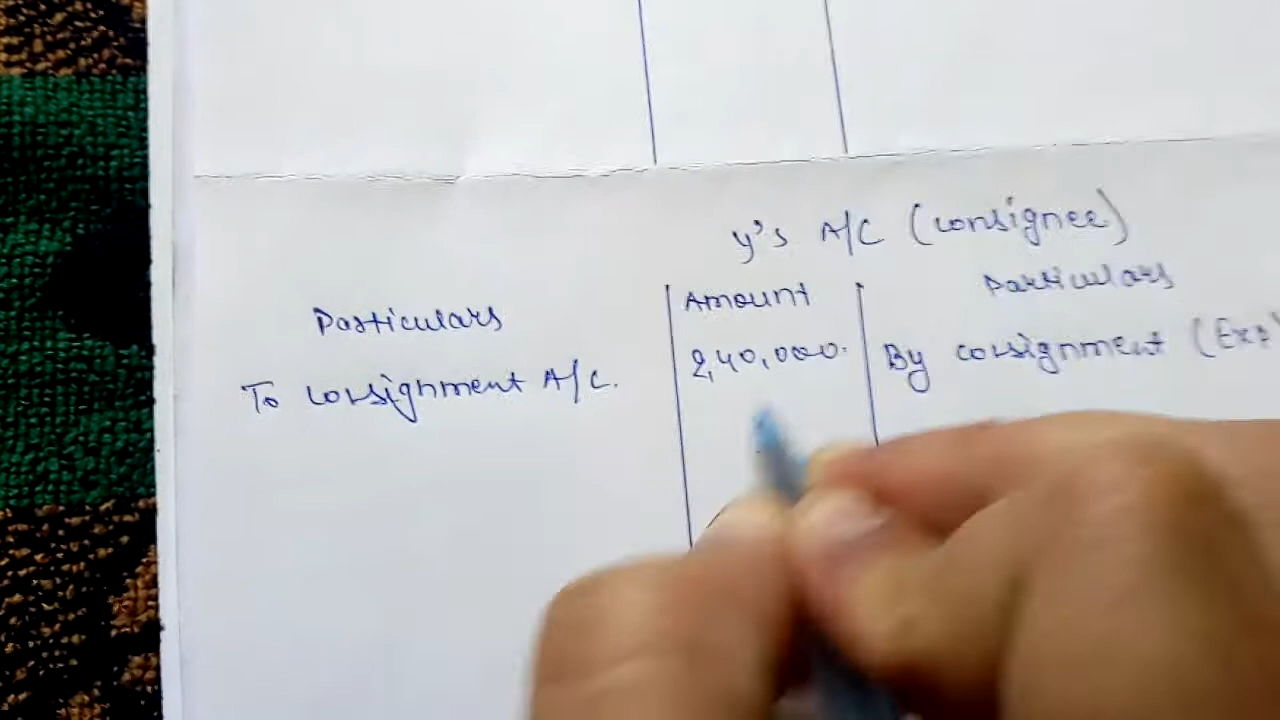 y's A/C (consignee)
Particulars Amount Particulars
To consignment A/C. 2,40,000. By consignment (Exp)